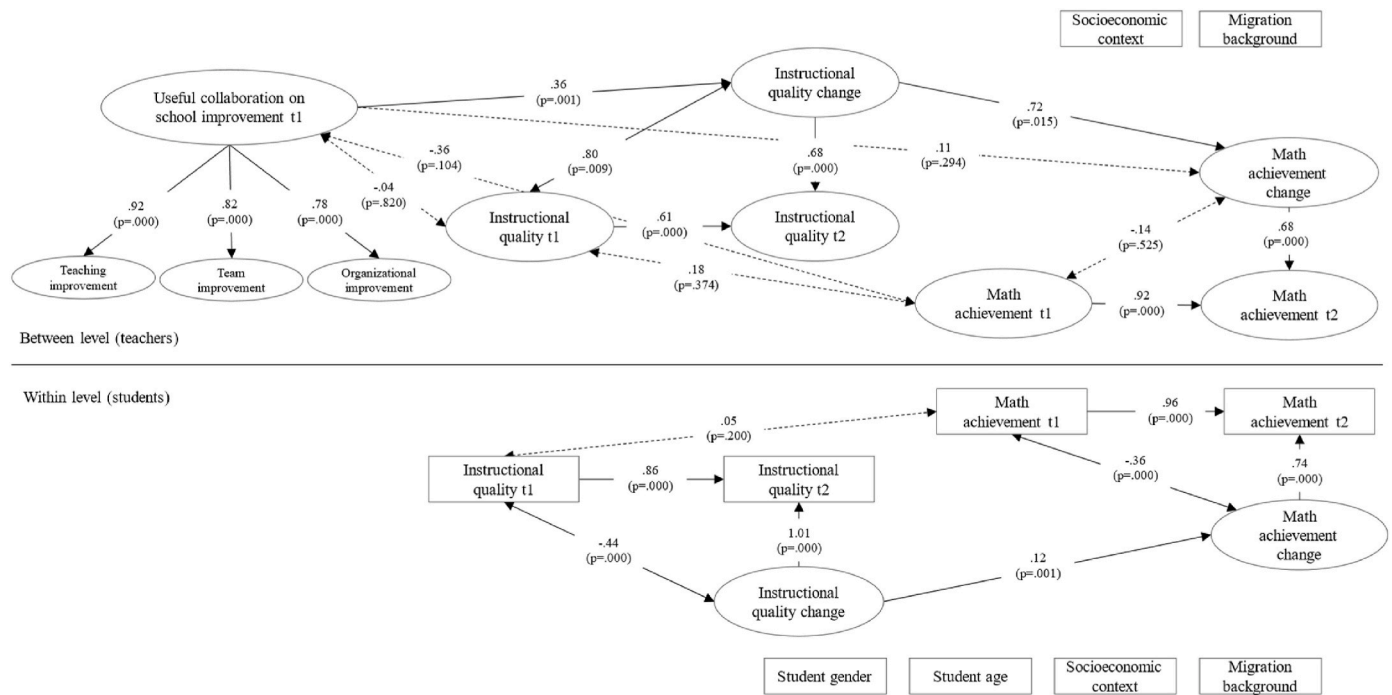 Socioeconomic
context
Migration
background
Useful collaboration on
school improvement t1
.36
(p=.001)
Instructional
quality change
.72
(p=.015)
-.36
(p=.104)
.80
(p=.009)
.68
(p=.000)
.11
(p=.294)
Math
achievement
change
-.04
(p=.820)
.92
(p=.000)
.82
(p=.000)
.78
(p=.000)
Instructional
quality t1
.61
(p=.000)
Instructional
quality t2
-.14
(p=.525)
.68
(p=.000)
Teaching
improvement
Team
improvement
Organizational
improvement
.18
(p=.374)
Math
achievement t1
.92
(p=.000)
Math
achievement t2
Between level (teachers)
Within level (students)
.05
(p=.200)
Math
achievement t1
.96
(p=.000)
Math
achievement t2
Instructional
quality t1
.86
(p=.000)
Instructional
quality t2
-.36
(p=.000)
.74
(p=.000)
-.44
(p=.000)
1.01
(p=.000)
Math
achievement
change
.12
(p=.001)
Instructional
quality change
Student gender
Student age
Socioeconomic
context
Migration
background